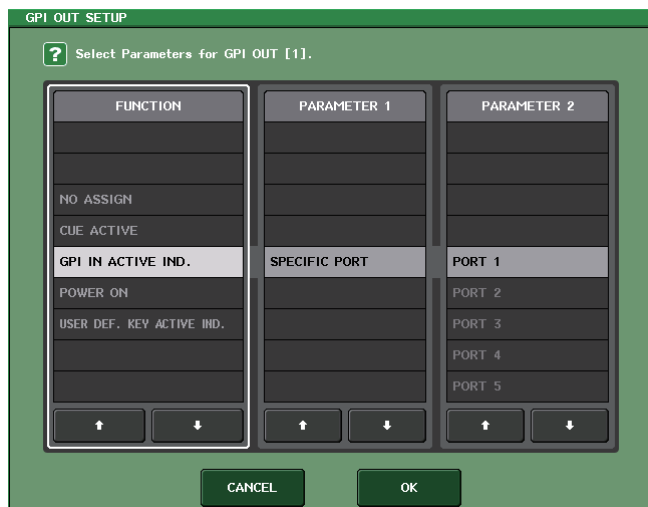 GPI OUT SETUP
? Select Parameters for GPI OUT [1].
FUNCTION
NO ASSIGN
CUE ACTIVE
GPI IN ACTIVE IND.
POWER ON
USER DEF. KEY ACTIVE IND.
PARAMETER 1
SPECIFIC PORT
PARAMETER 2
PORT 1
PORT 2
PORT 3
PORT 4
PORT 5
CANCEL
OK